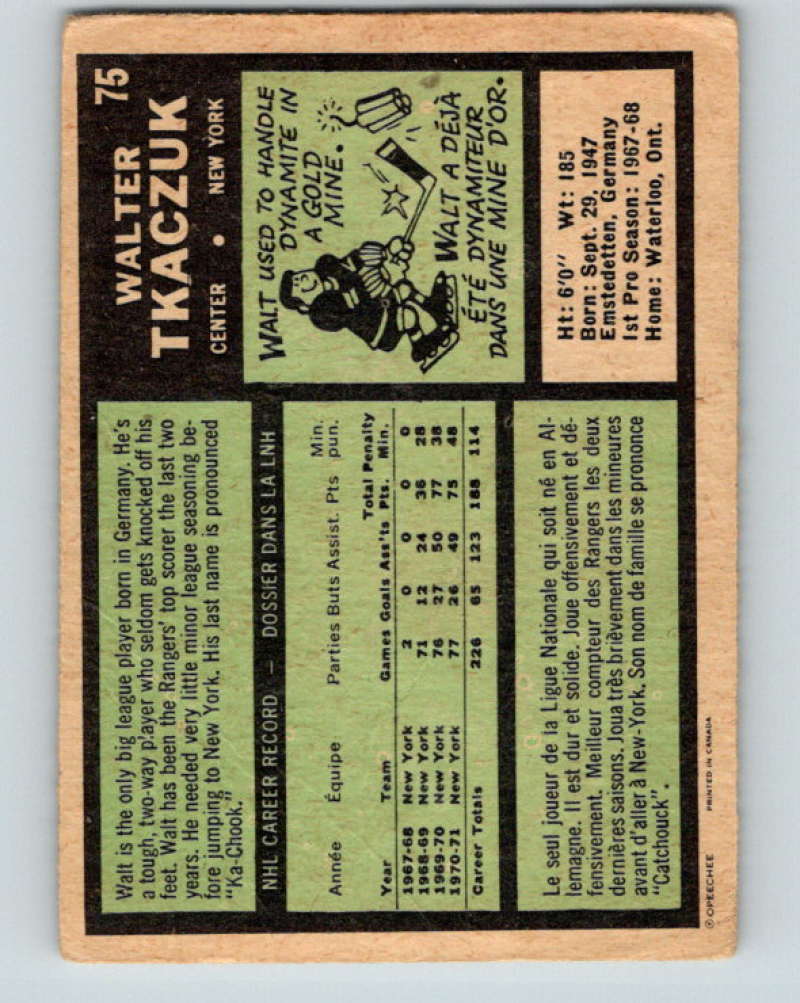 75
WALTER
TKACZUK
CENTER • NEW YORK
Walt is the only big league player born in Germany. He's
a tough, two-way player who seldom gets knocked off his
feet. Walt has been the Rangers' top scorer the last two
years. He needed very little minor league seasoning be-
fore jumping to New York. His last name is pronounced
"Ka-Chook."
WALT USED TO HANDLE
DYNAMITE IN
A GOLD
MINE.
WALT A DÉJÀ
ÉTÉ DYNAMITEUR
DANS UNE MINE D'OR.
NHL CAREER RECORD — DOSSIER DANS LA LNH
Min.
Année Équipe Parties Buts Assist. Pts pun.
Total Penalty
Year Team Games Goals Ass'ts Pts. Min.
1967-68 New York 2 0 0 0 0
1968-69 New York 71 12 24 36 28
1969-70 New York 76 27 50 77 38
1970-71 New York 77 26 49 75 48
Career Totals 226 65 123 188 114
Ht: 6'0" Wt: 185
Born: Sept. 29, 1947
Emstedetten, Germany
1st Pro Season: 1967-68
Home: Waterloo, Ont.
Le seul joueur de la Ligue Nationale qui soit né en Al-
lemagne. Il est dur et solide. Joue offensivement et dé-
fensivement. Meilleur compteur des Rangers les deux
dernières saisons. Joua très brièvement dans les mineures
avant d'aller à New-York. Son nom de famille se prononce
"Catchouck".
© OPEECHEE PRINTED IN CANADA